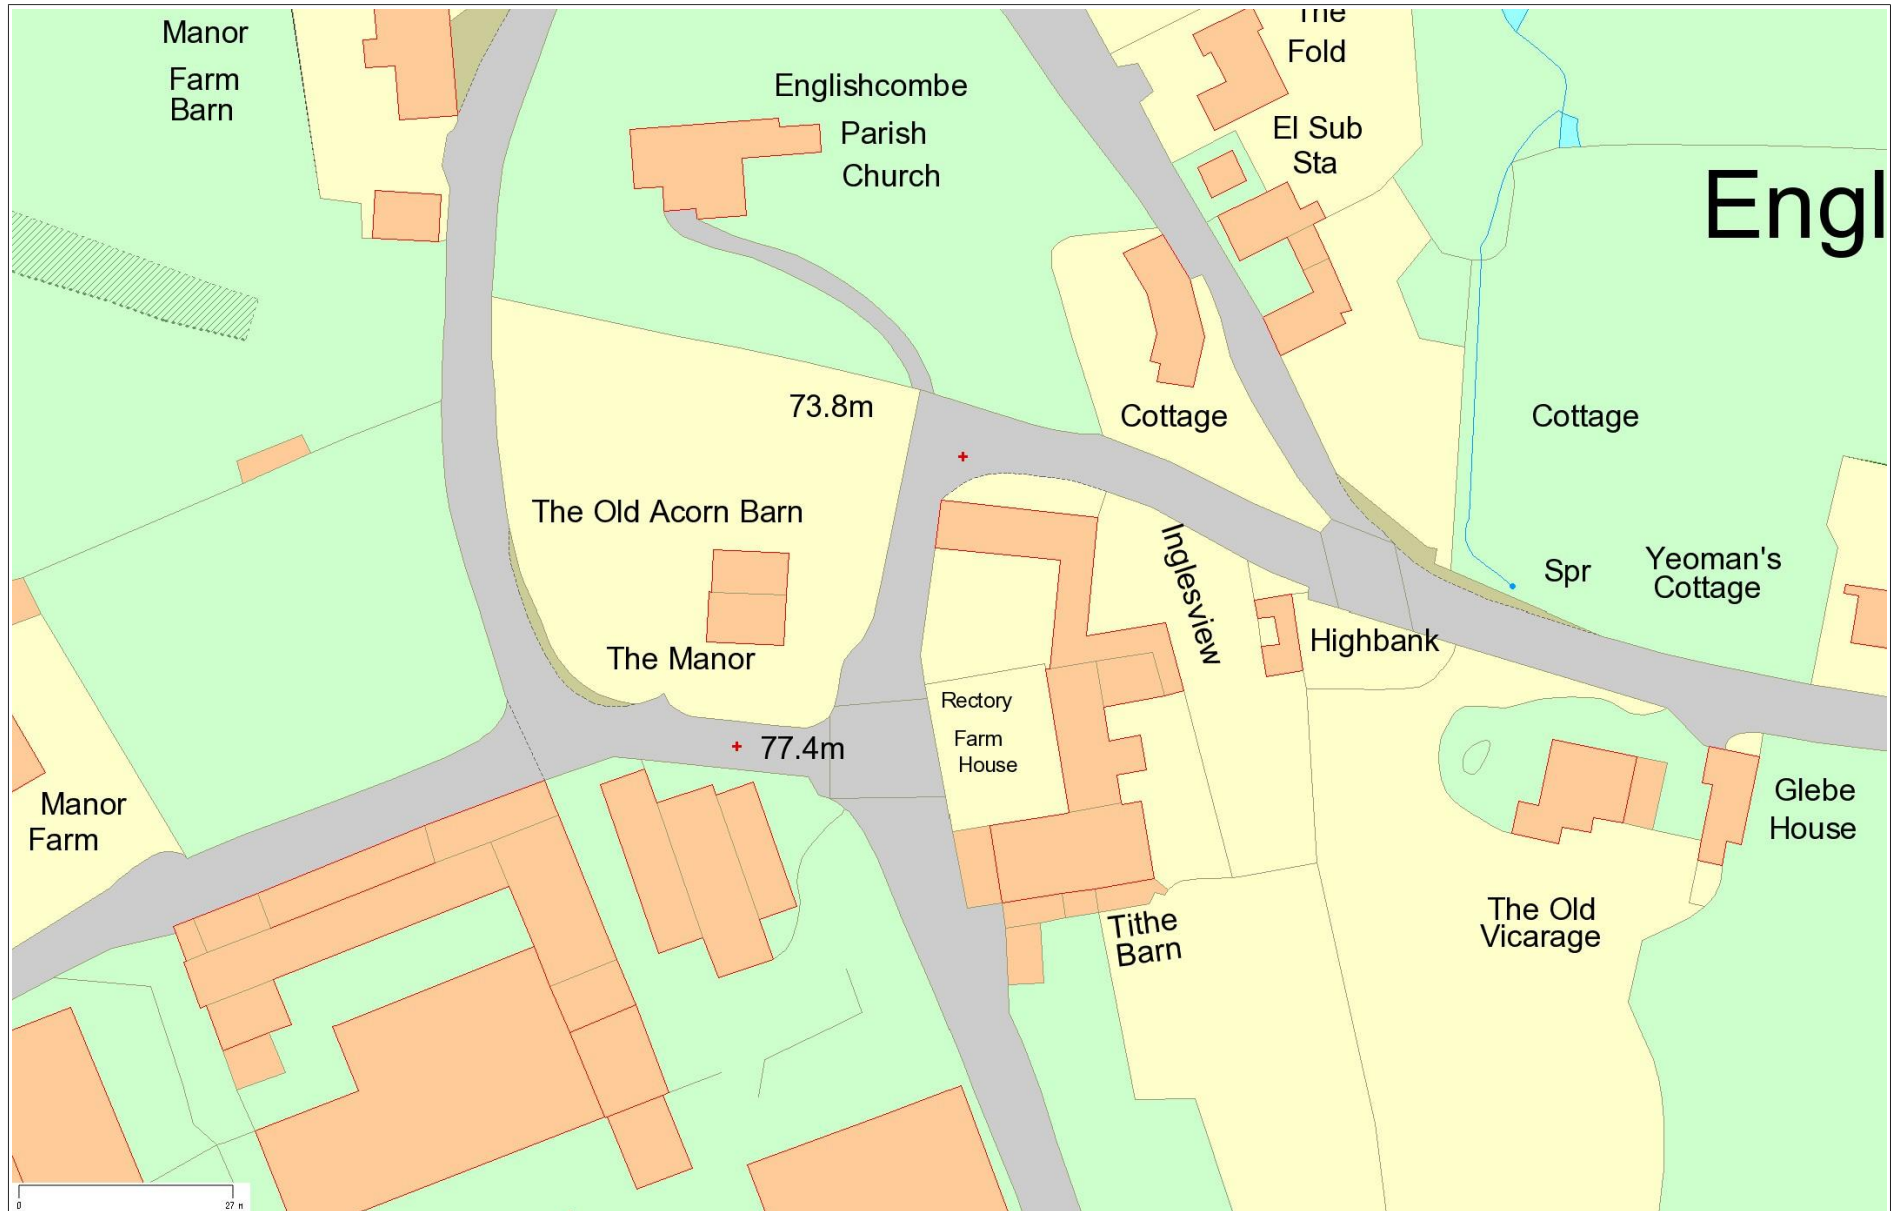 Manor
Farm
Barn
Englishcombe
Parish
Church
The
Fold
El Sub
Sta
Engl
73.8m
Cottage
Cottage
The Old Acorn Barn
Inglesview
Spr
Yeoman's
Cottage
The Manor
Highbank
Rectory
Farm
House
77.4m
Manor
Farm
Glebe
House
Tithe
Barn
The Old
Vicarage
0
27 M